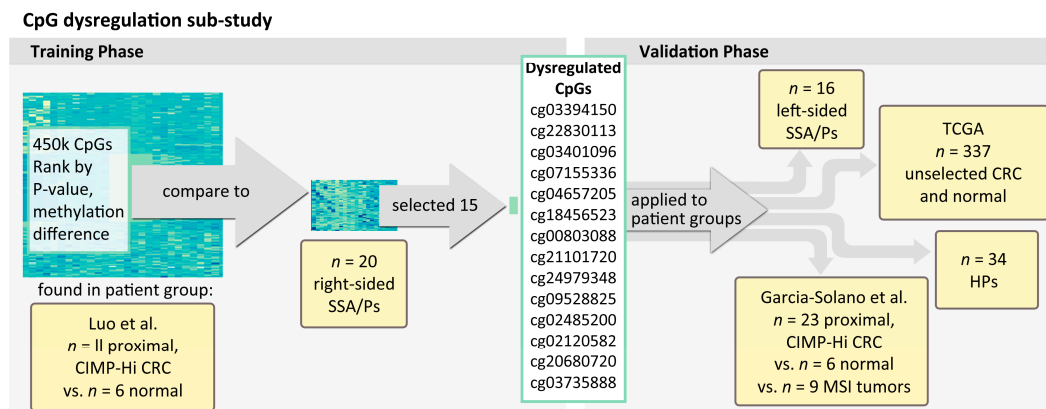 CpG dysregulation sub-study
Training Phase
450k CpGs
Rank by
P-value,
methylation
difference
compare to
selected 15
found in patient group:
Luo et al.
n = II proximal,
CIMP-Hi CRC
vs. n = 6 normal
n = 20
right-sided
SSA/Ps
Dysregulated
CpGs
cg03394150
cg22830113
cg03401096
cg07155336
cg04657205
cg18456523
cg00803088
cg21101720
cg24979348
cg09528825
cg02485200
cg02120582
cg20680720
cg03735888
Validation Phase
applied to
patient groups
n = 16
left-sided
SSA/Ps
TCGA
n = 337
unselected CRC
and normal
n = 34
HPs
Garcia-Solano et al.
n = 23 proximal,
CIMP-Hi CRC
vs. n = 6 normal
vs. n = 9 MSI tumors